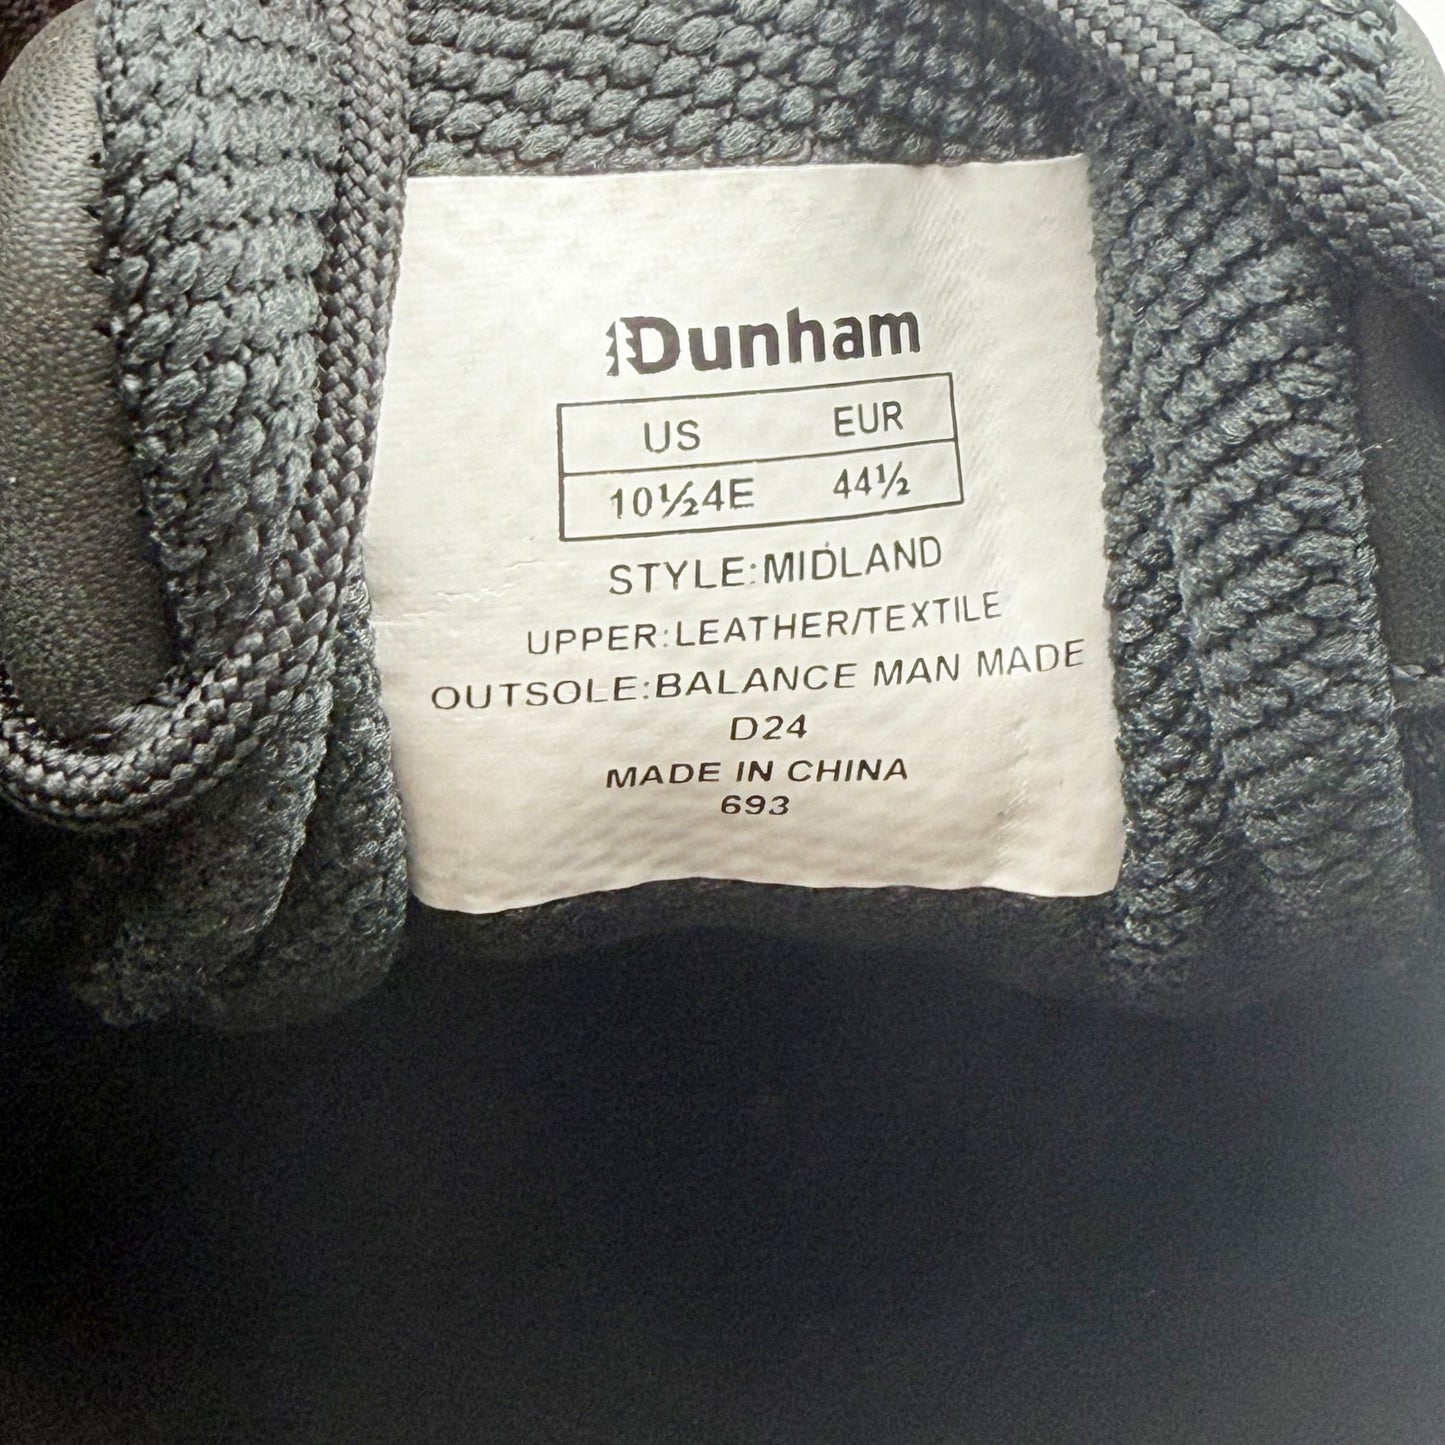 Dunham
US EUR
10½4E 44½
STYLE:MIDLAND
UPPER:LEATHER/TEXTILE
OUTSOLE:BALANCE MAN MADE
D24
MADE IN CHINA
693